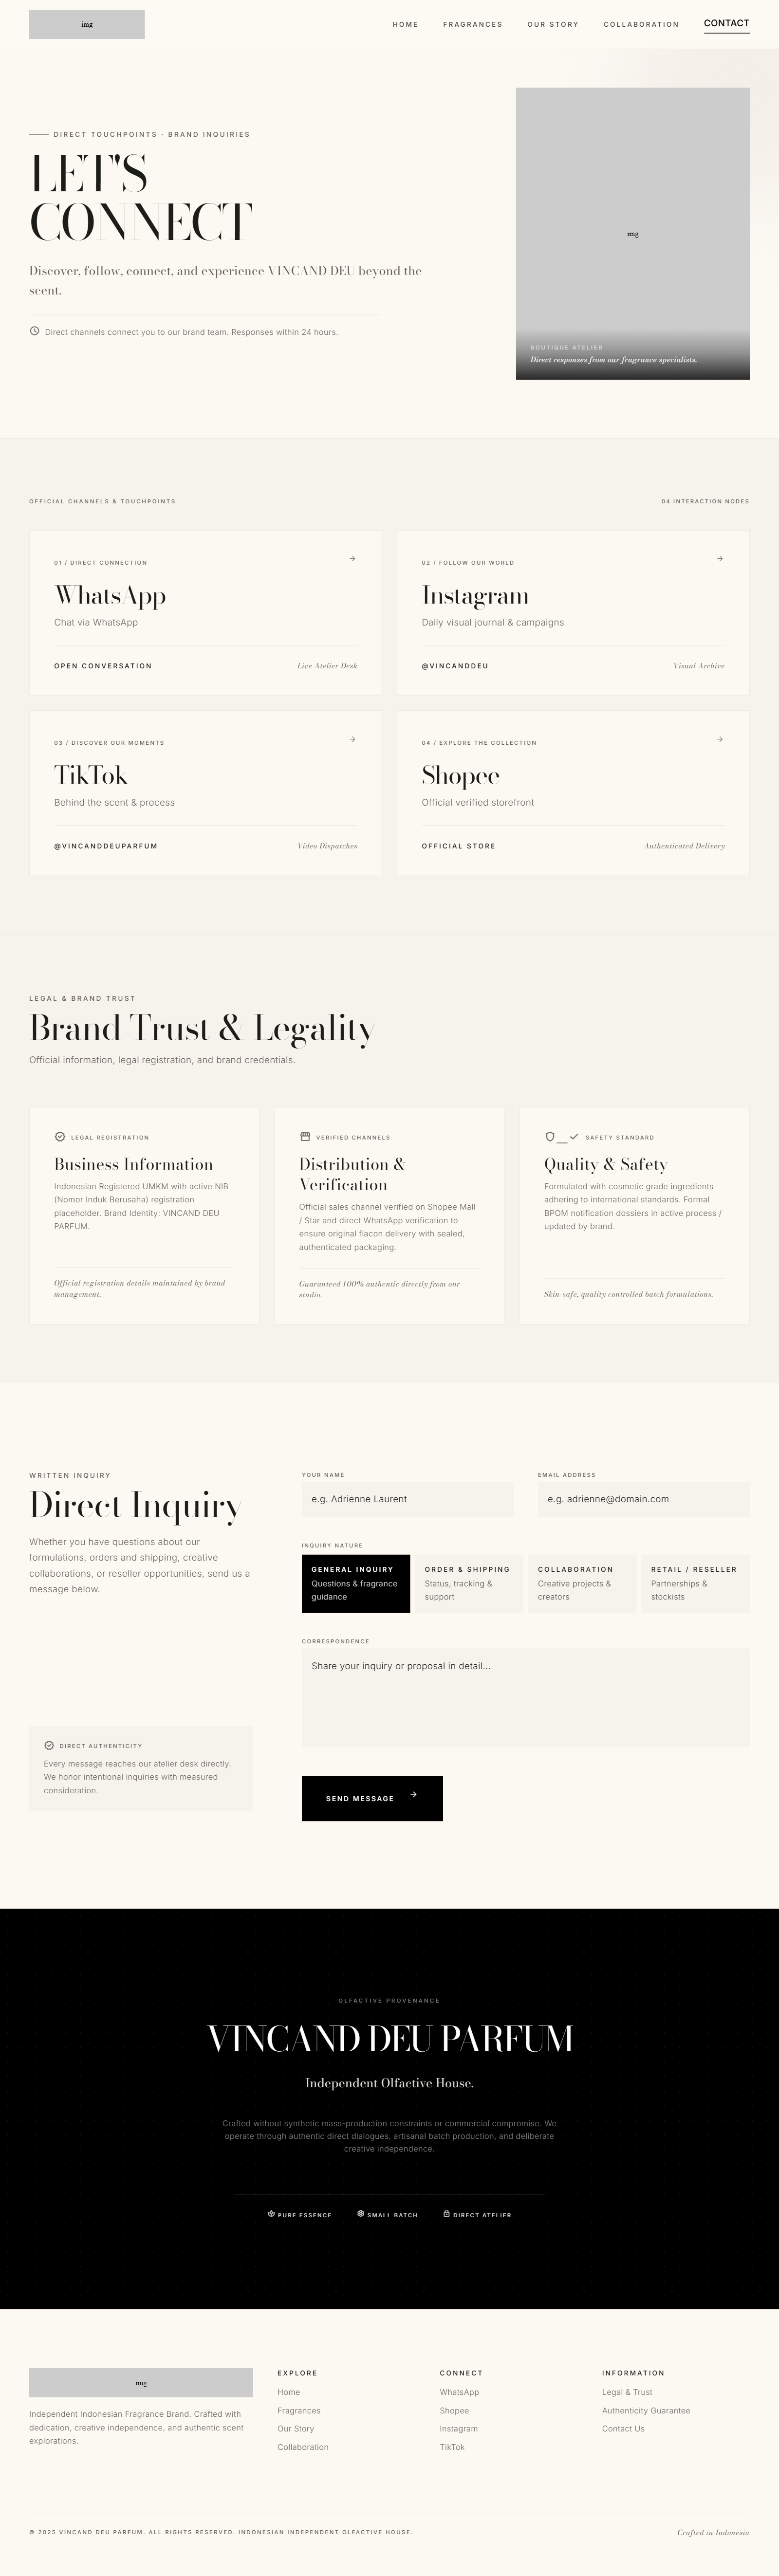 img
HOME
FRAGRANCES
OUR STORY
COLLABORATION
CONTACT
DIRECT TOUCHPOINTS · BRAND INQUIRIES
LET'S
CONNECT
Discover, follow, connect, and experience VINCAND DEU beyond the
scent.
Direct channels connect you to our brand team. Responses within 24 hours.
img
BOUTIQUE ATELIER
Direct responses from our fragrance specialists.
OFFICIAL CHANNELS & TOUCHPOINTS
04 INTERACTION NODES
01 / DIRECT CONNECTION
WhatsApp
Chat via WhatsApp
OPEN CONVERSATION
Live Atelier Desk
02 / FOLLOW OUR WORLD
Instagram
Daily visual journal & campaigns
@VINCANDDEU
Visual Archive
03 / DISCOVER OUR MOMENTS
TikTok
Behind the scent & process
@VINCANDDEUPARFUM
Video Dispatches
04 / EXPLORE THE COLLECTION
Shopee
Official verified storefront
OFFICIAL STORE
Authenticated Delivery
LEGAL & BRAND TRUST
Brand Trust & Legality
Official information, legal registration, and brand credentials.
LEGAL REGISTRATION
Business Information
Indonesian Registered UMKM with active NIB
(Nomor Induk Berusaha) registration
placeholder. Brand Identity: VINCAND DEU
PARFUM.
Official registration details maintained by brand
management.
VERIFIED CHANNELS
Distribution &
Verification
Official sales channel verified on Shopee Mall
/ Star and direct WhatsApp verification to
ensure original flacon delivery with sealed,
authenticated packaging.
Guaranteed 100% authentic directly from our
studio.
SAFETY STANDARD
Quality & Safety
Formulated with cosmetic grade ingredients
adhering to international standards. Formal
BPOM notification dossiers in active process /
updated by brand.
Skin-safe, quality controlled batch formulations.
WRITTEN INQUIRY
Direct Inquiry
Whether you have questions about our
formulations, orders and shipping, creative
collaborations, or reseller opportunities, send us a
message below.
DIRECT AUTHENTICITY
Every message reaches our atelier desk directly.
We honor intentional inquiries with measured
consideration.
YOUR NAME
e.g. Adrienne Laurent
EMAIL ADDRESS
e.g. adrienne@domain.com
INQUIRY NATURE
GENERAL INQUIRY
Questions & fragrance
guidance
ORDER & SHIPPING
Status, tracking &
support
COLLABORATION
Creative projects &
creators
RETAIL / RESELLER
Partnerships &
stockists
CORRESPONDENCE
Share your inquiry or proposal in detail...
SEND MESSAGE
OLFACTIVE PROVENANCE
VINCAND DEU PARFUM
Independent Olfactive House.
Crafted without synthetic mass-production constraints or commercial compromise. We
operate through authentic direct dialogues, artisanal batch production, and deliberate
creative independence.
PURE ESSENCE
SMALL BATCH
DIRECT ATELIER
img
Independent Indonesian Fragrance Brand. Crafted with
dedication, creative independence, and authentic scent
explorations.
EXPLORE
Home
Fragrances
Our Story
Collaboration
CONNECT
WhatsApp
Shopee
Instagram
TikTok
INFORMATION
Legal & Trust
Authenticity Guarantee
Contact Us
© 2025 VINCAND DEU PARFUM. ALL RIGHTS RESERVED. INDONESIAN INDEPENDENT OLFACTIVE HOUSE.
Crafted in Indonesia